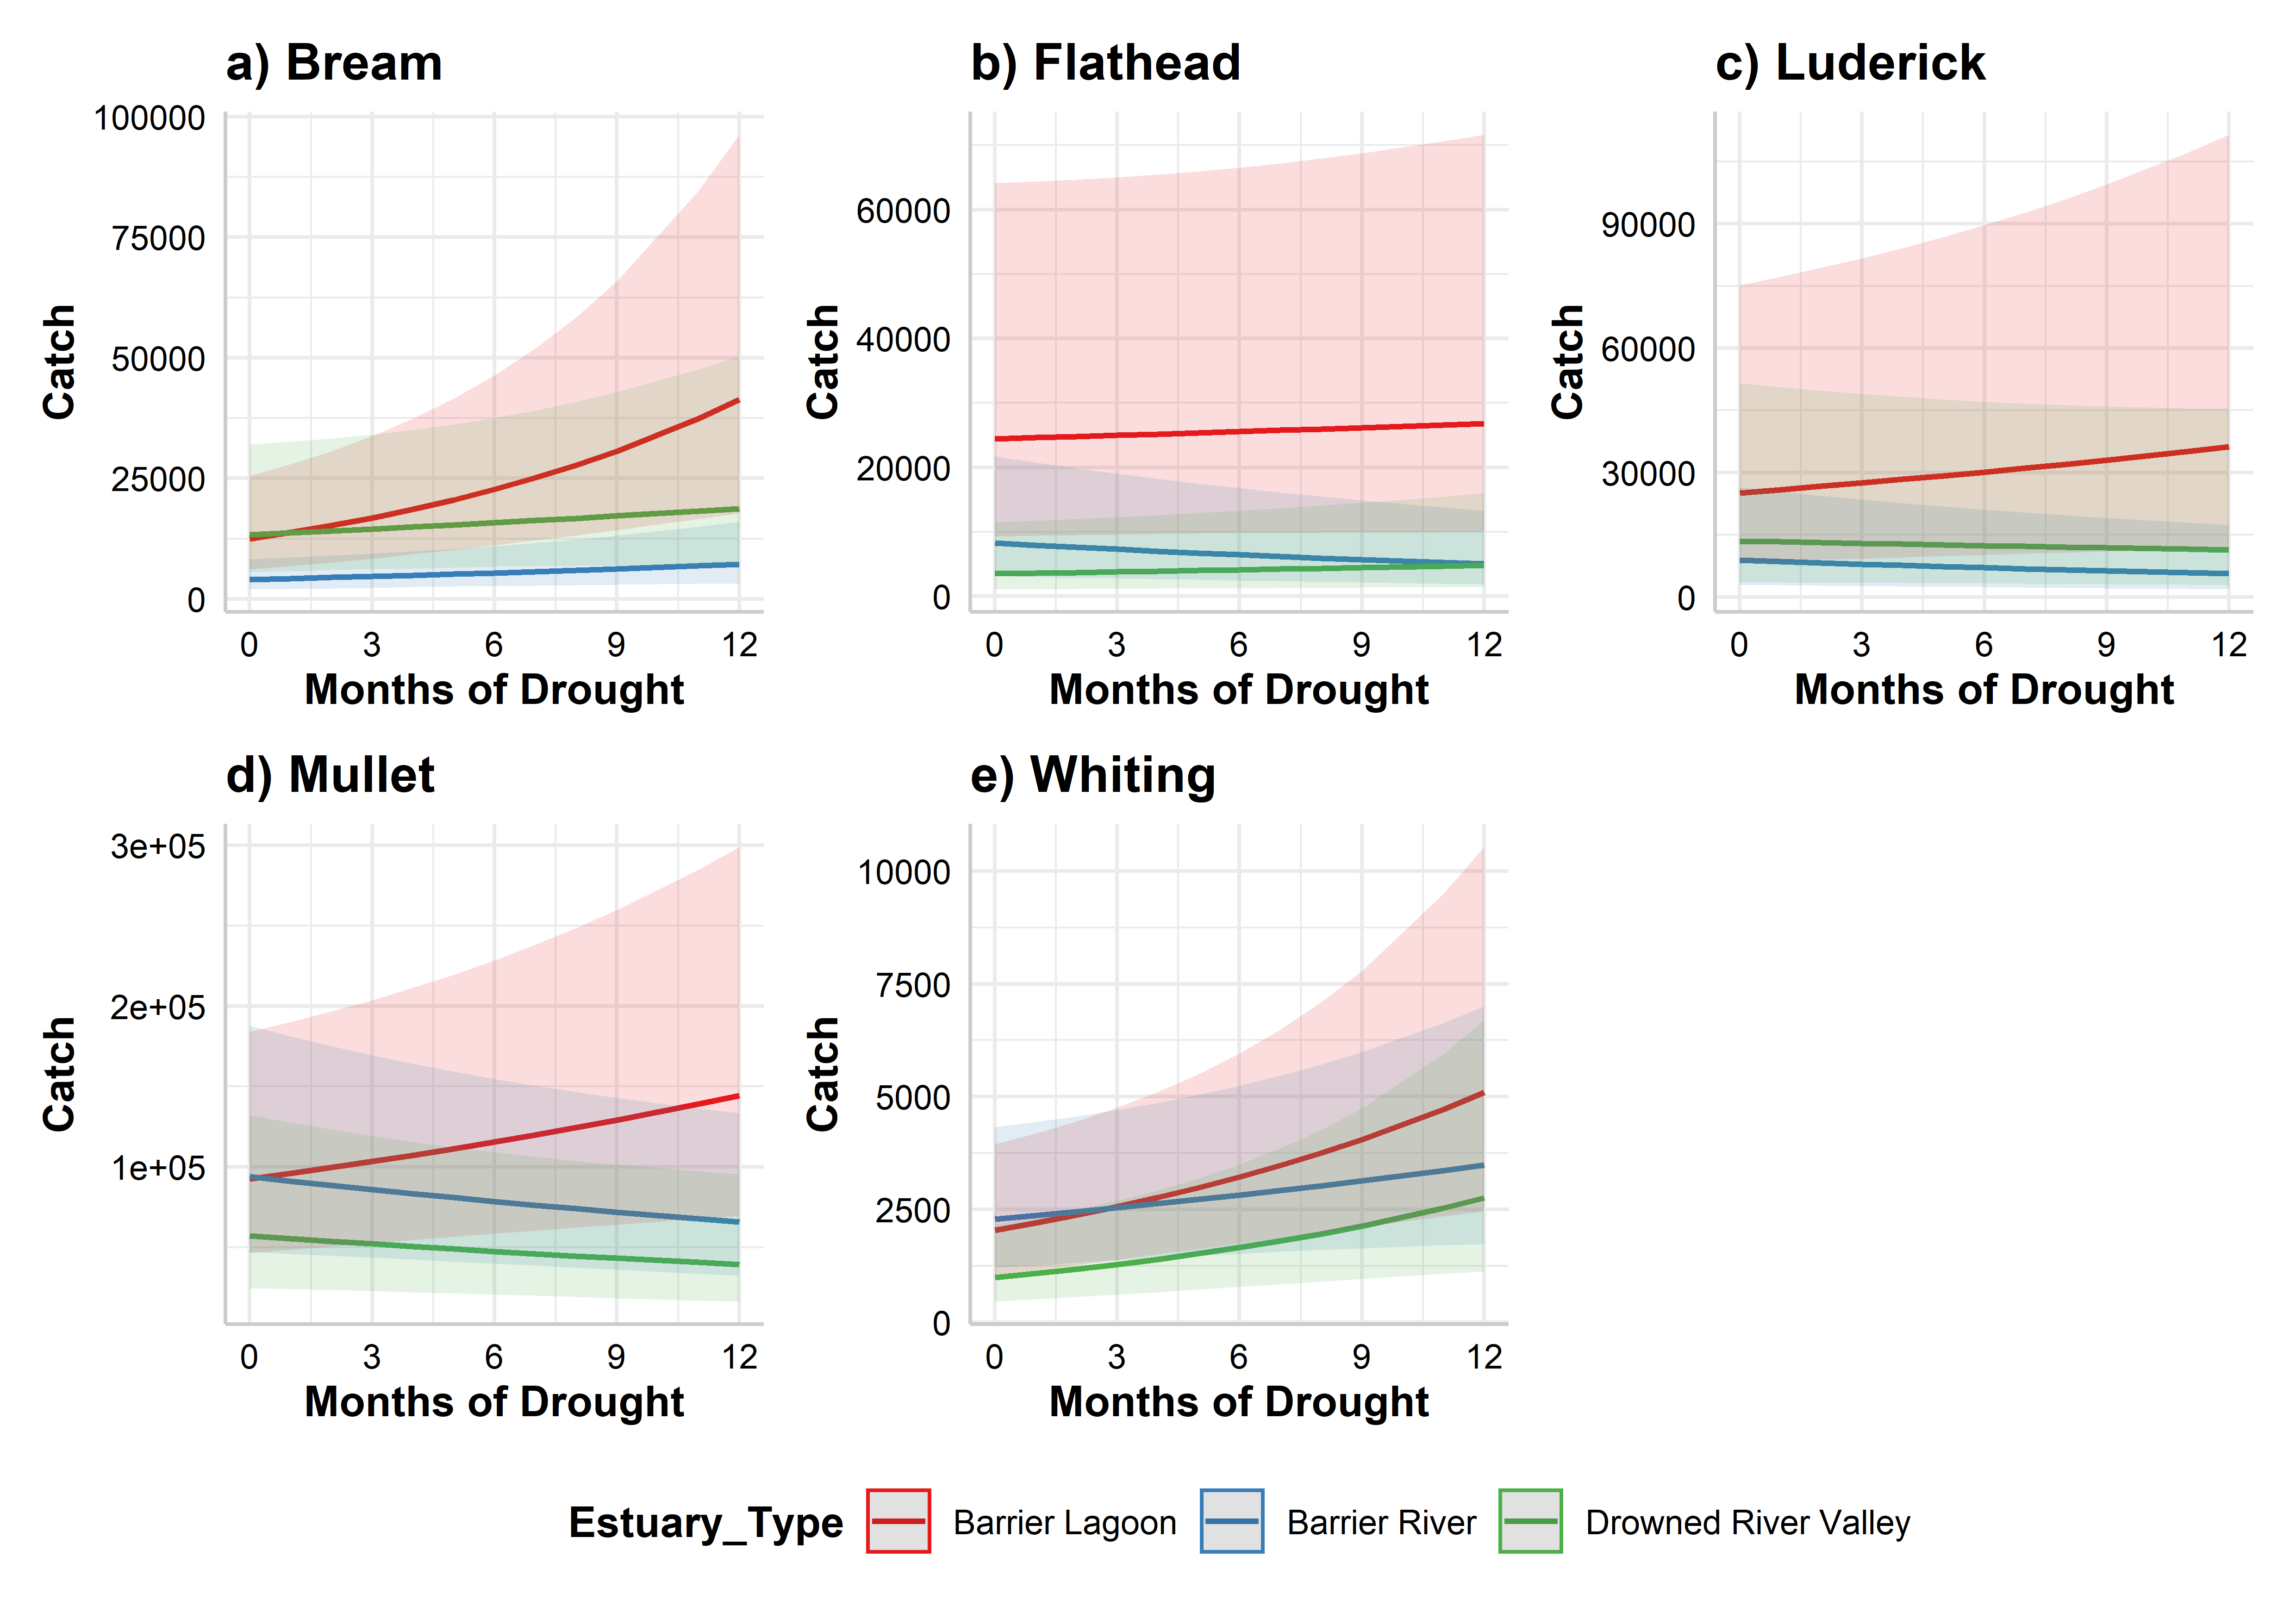 a) Bream
b) Flathead
c) Luderick
100000
75000
50000
25000
0
Catch
0 3 6 9 12
Months of Drought
60000
40000
20000
0
Catch
0 3 6 9 12
Months of Drought
90000
60000
30000
0
Catch
0 3 6 9 12
Months of Drought
d) Mullet
e) Whiting
3e+05
2e+05
1e+05
Catch
0 3 6 9 12
Months of Drought
10000
7500
5000
2500
0
Catch
0 3 6 9 12
Months of Drought
Estuary_Type Barrier Lagoon Barrier River Drowned River Valley